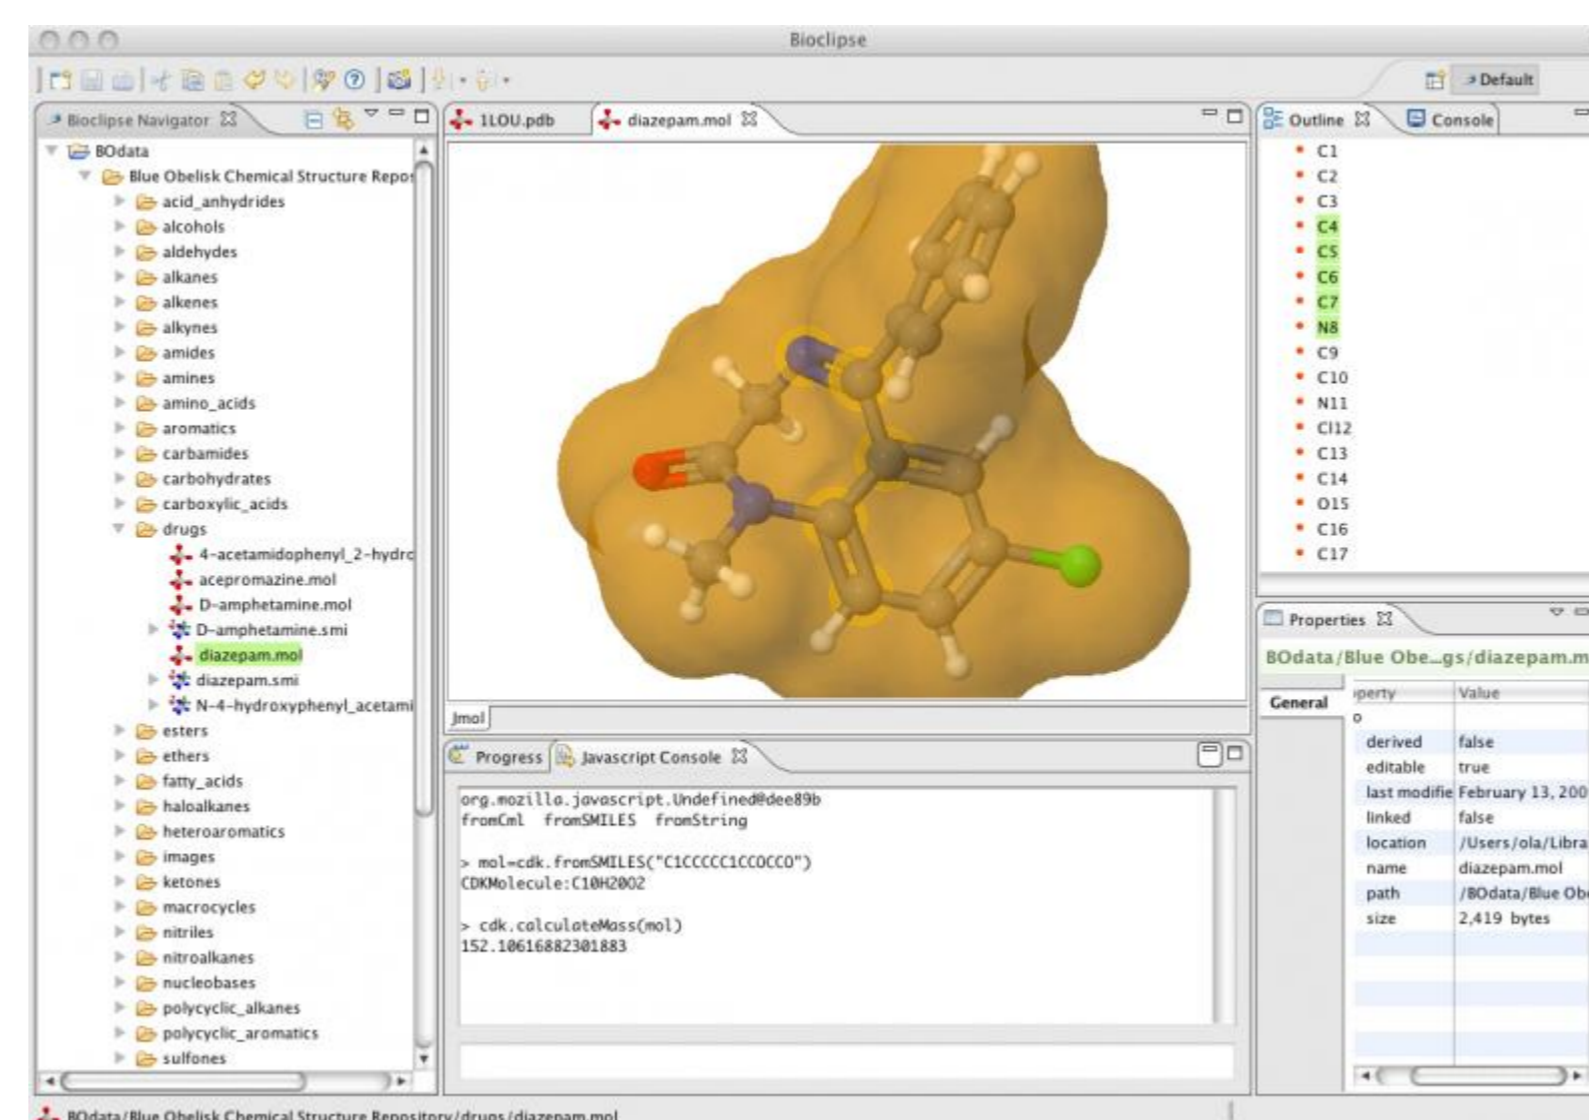 Bioclipse
Default
Bioclipse Navigator
BOdata
Blue Obelisk Chemical Structure Repos
acid_anhydrides
alcohols
aldehydes
alkanes
alkenes
alkynes
amides
amines
amino_acids
aromatics
carbamides
carbohydrates
carboxylic_acids
drugs
4-acetamidophenyl_2-hydro
acepromazine.mol
D-amphetamine.mol
D-amphetamine.smi
diazepam.mol
diazepam.smi
N-4-hydroxyphenyl_acetami
esters
ethers
fatty_acids
haloalkanes
heteroaromatics
images
ketones
macrocycles
nitriles
nitroalkanes
nucleobases
polycyclic_alkanes
polycyclic_aromatics
sulfones
1LOU.pdb diazepam.mol
Jmol
Progress Javascript Console
org.mozilla.javascript.Undefined@dee89b
fromCml fromSMILES fromString
> mol=cdk.fromSMILES("C1CCCCC1CCOCCO")
CDKMolecule:C10H20O2
> cdk.calculateMass(mol)
152.10616882301883
Outline Console
C1
C2
C3
C4
C5
C6
C7
N8
C9
C10
N11
Cl12
C13
C14
O15
C16
C17
Properties
BOdata/Blue Obe...gs/diazepam.m
General
perty Value
o
derived false
editable true
last modifie February 13, 200
linked false
location /Users/ola/Libra
name diazepam.mol
path /BOdata/Blue Obe
size 2,419 bytes
BOdata/Blue Obelisk Chemical Structure Repository/drugs/diazepam.mol